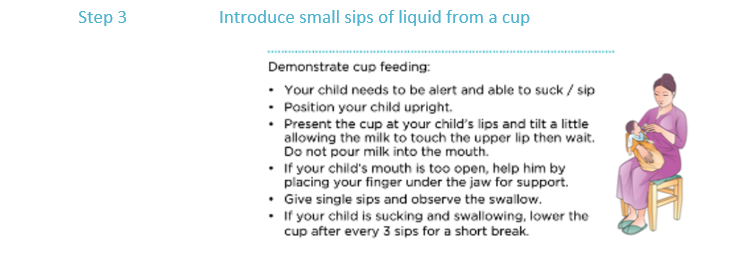 Step 3 Introduce small sips of liquid from a cup
Demonstrate cup feeding:
• Your child needs to be alert and able to suck / sip
• Position your child upright.
• Present the cup at your child's lips and tilt a little
allowing the milk to touch the upper lip then wait.
Do not pour milk into the mouth.
• If your child's mouth is too open, help him by
placing your finger under the jaw for support.
• Give single sips and observe the swallow.
• If your child is sucking and swallowing, lower the
cup after every 3 sips for a short break.